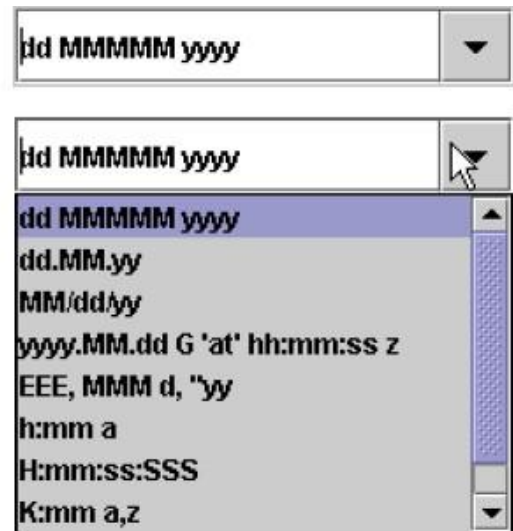 dd MMMMM yyyy
dd MMMMM yyyy
dd MMMMM yyyy
dd.MM.yy
MM/dd/yy
yyyy.MM.dd G 'at' hh:mm:ss z
EEE, MMM d, ''yy
h:mm a
H:mm:ss:SSS
K:mm a,z